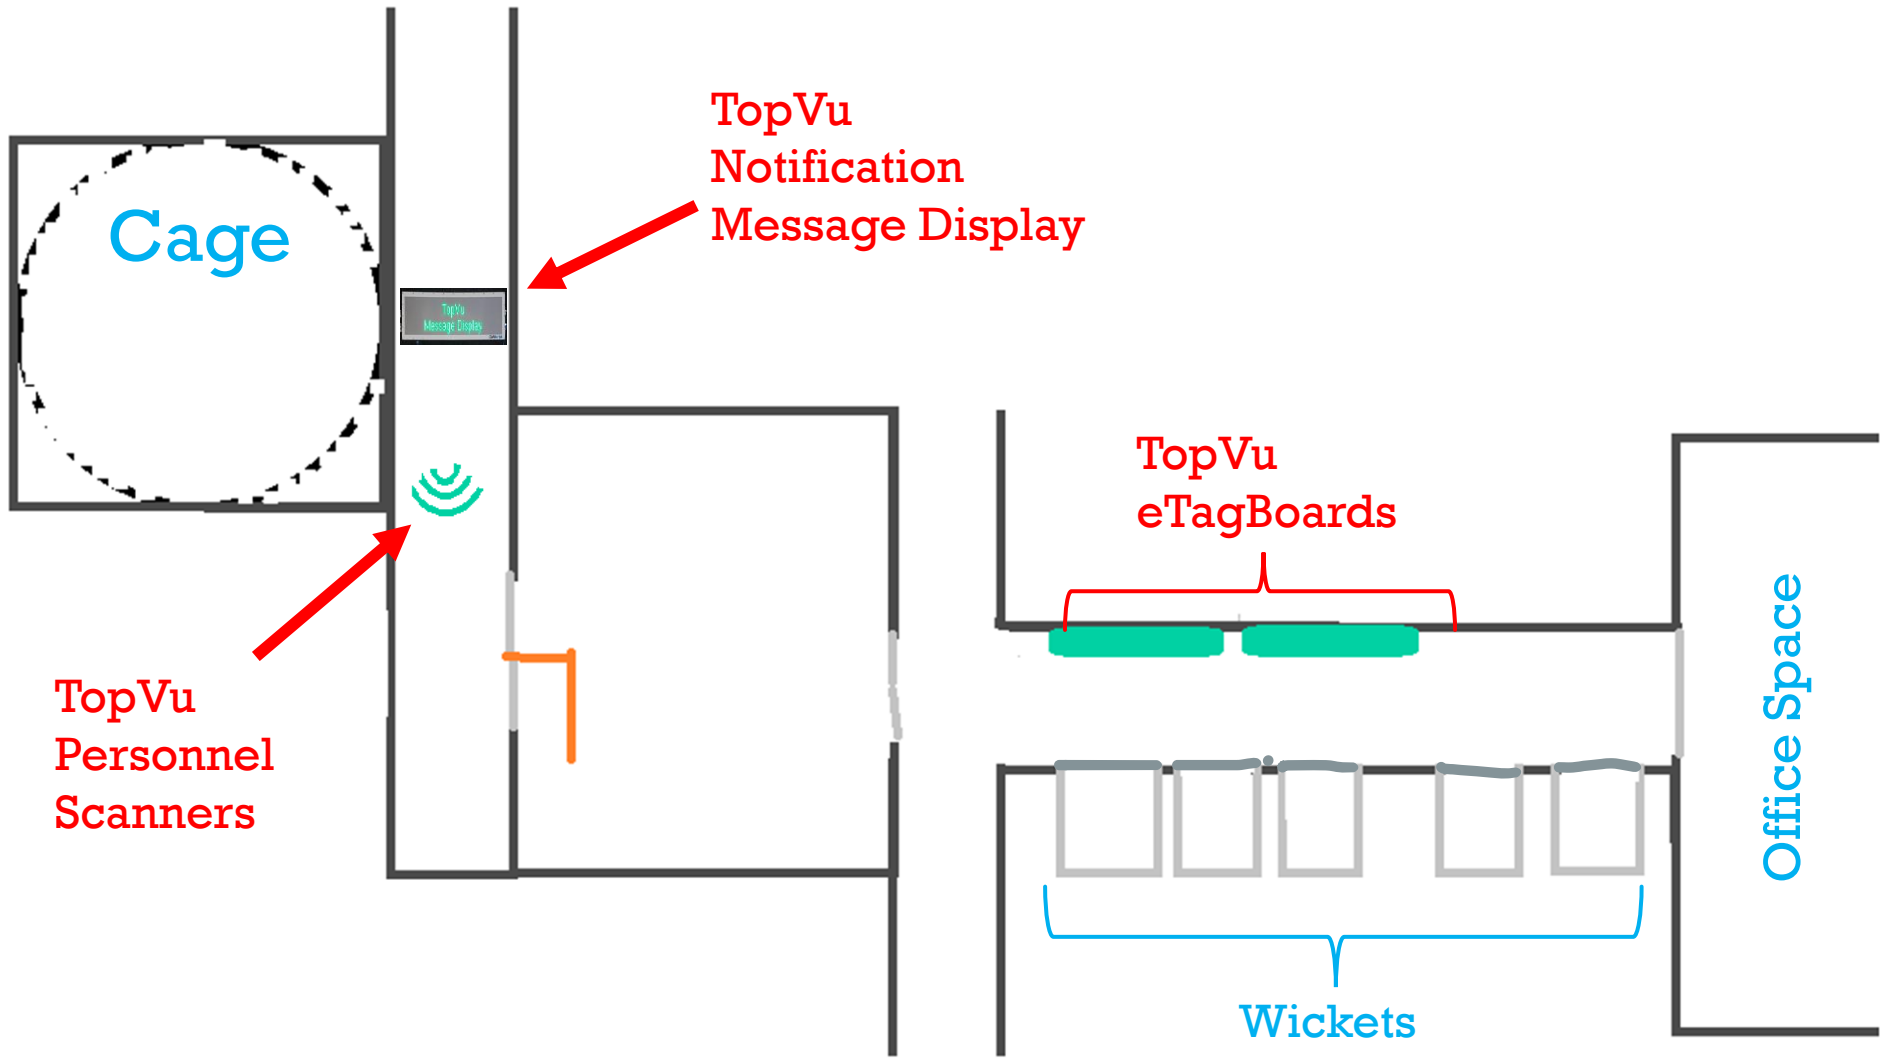 TopVu
Notification
Message Display
Cage
TopVu
Message Display
TopVu
eTagBoards
TopVu
Personnel
Scanners
Office Space
Wickets